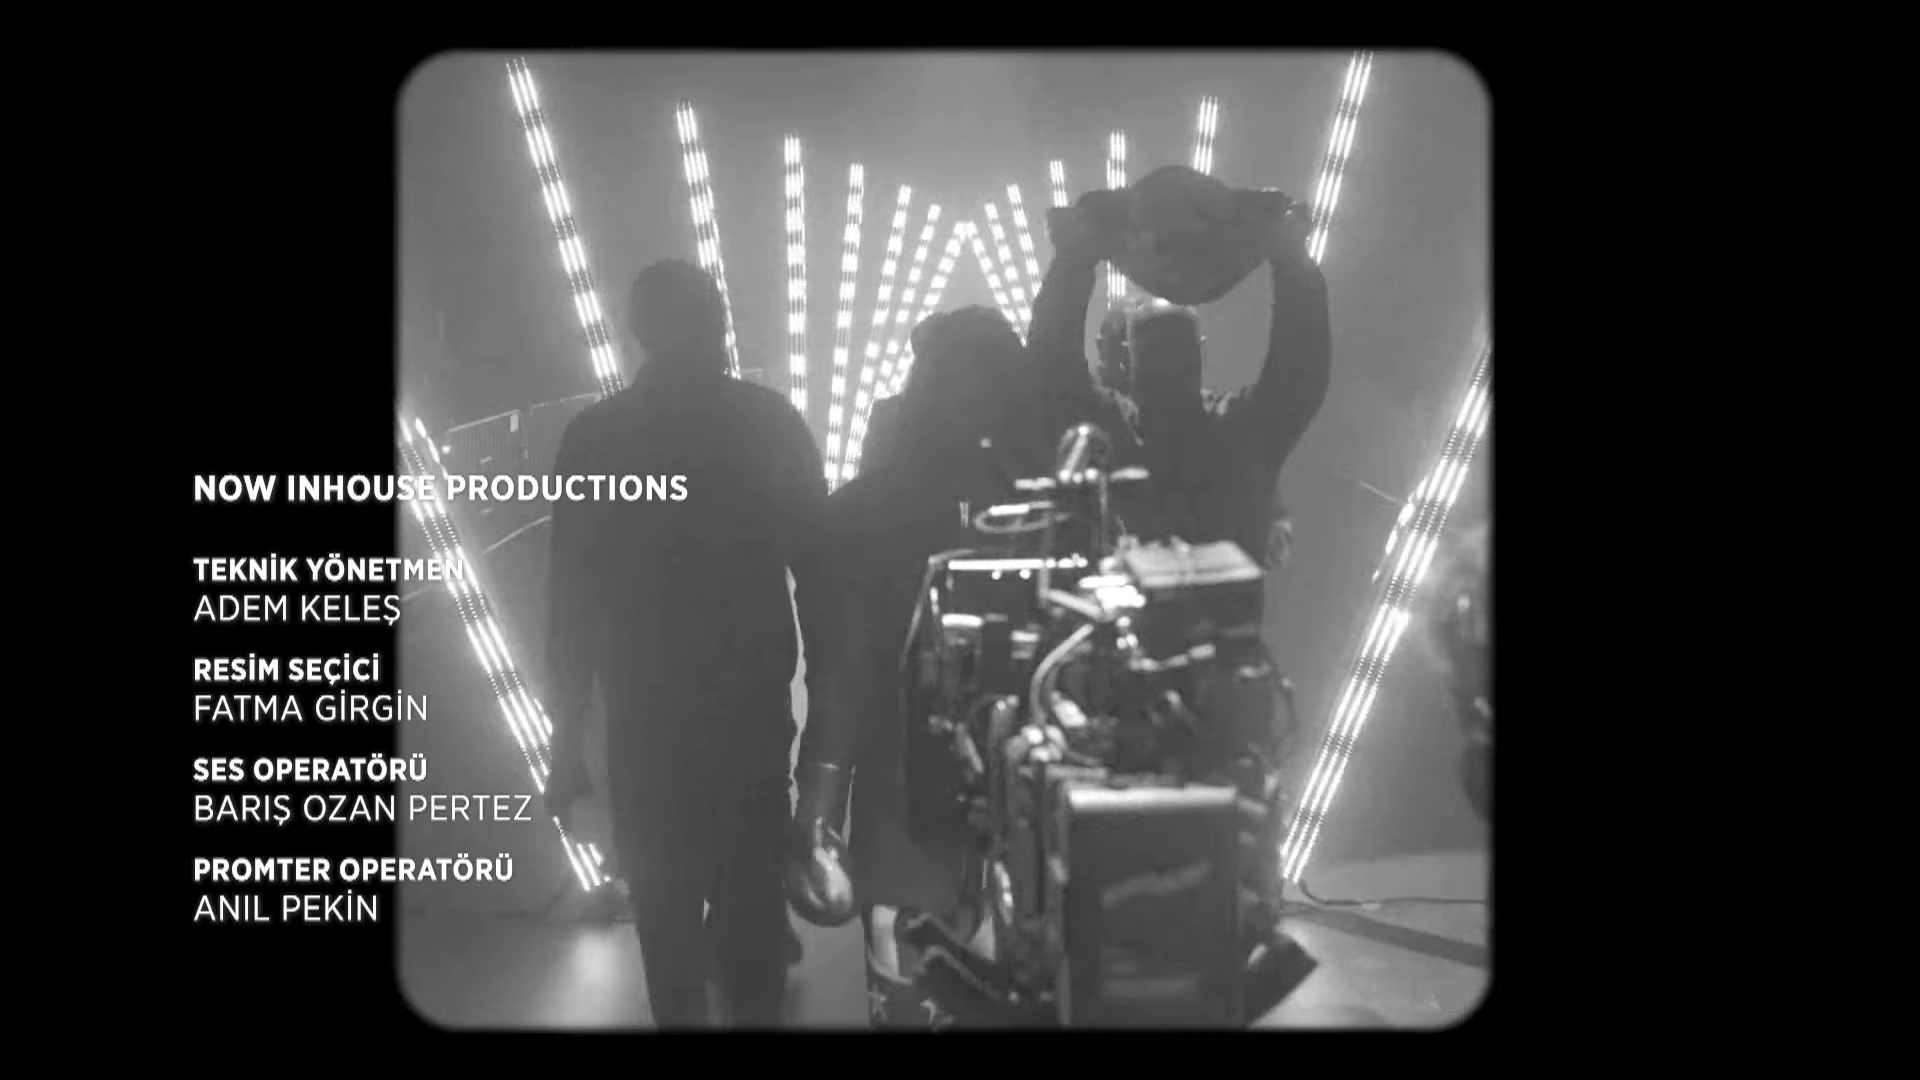 NOW INHOUSE PRODUCTIONS
TEKNİK YÖNETMEN
ADEM KELEŞ
RESİM SEÇİCİ
FATMA GİRGİN
SES OPERATÖRÜ
BARIŞ OZAN PERTEZ
PROMTER OPERATÖRÜ
ANIL PEKİN